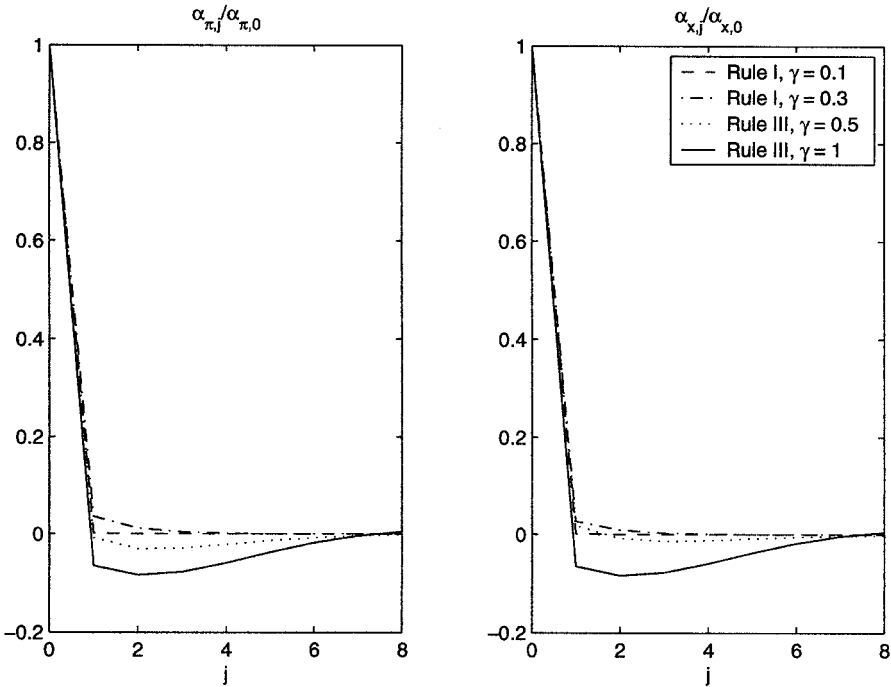 α_{π,j}/α_{π,0}
1
0.8
0.6
0.4
0.2
0
−0.2
0 2 4 6 8
j
α_{x,j}/α_{x,0}
Rule I, γ = 0.1
Rule I, γ = 0.3
Rule III, γ = 0.5
Rule III, γ = 1
1
0.8
0.6
0.4
0.2
0
−0.2
0 2 4 6 8
j